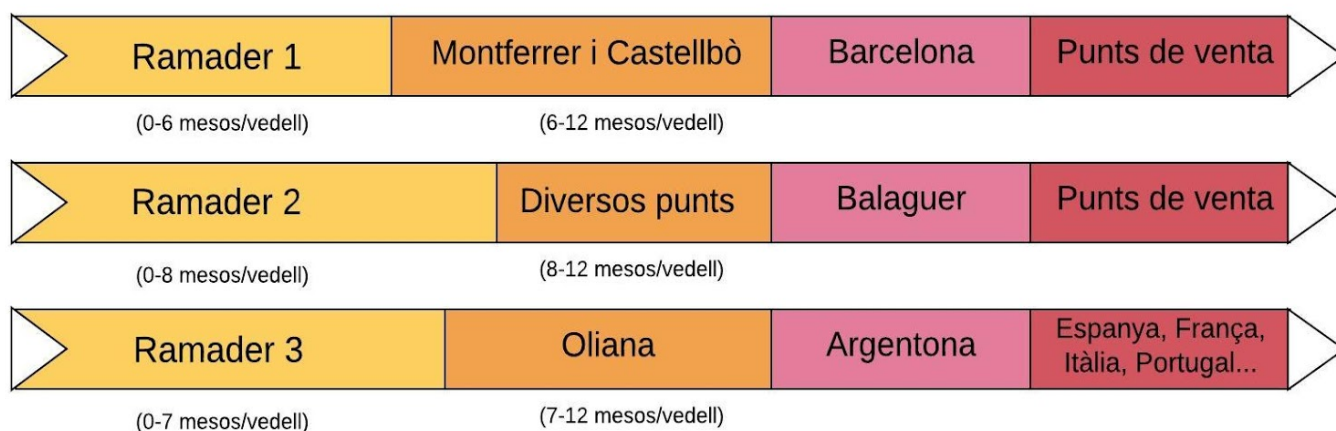 Ramader 1
Montferrer i Castellbò
Barcelona
Punts de venta
(0-6 mesos/vedell)
(6-12 mesos/vedell)
Ramader 2
Diversos punts
Balaguer
Punts de venta
(0-8 mesos/vedell)
(8-12 mesos/vedell)
Ramader 3
Oliana
Argentona
Espanya, França,
Itàlia, Portugal...
(0-7 mesos/vedell)
(7-12 mesos/vedell)